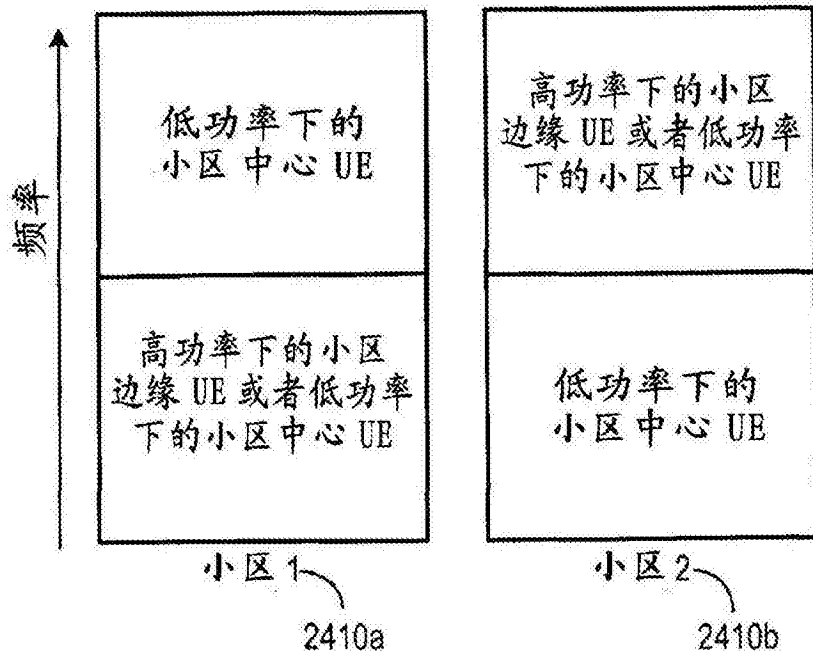 频率
低功率下的
小区中心 UE
高功率下的小区
边缘 UE 或者低功率
下的小区中心 UE
小区1
2410a
高功率下的小区
边缘 UE 或者低功率
下的小区中心 UE
低功率下的
小区中心 UE
小区2
2410b